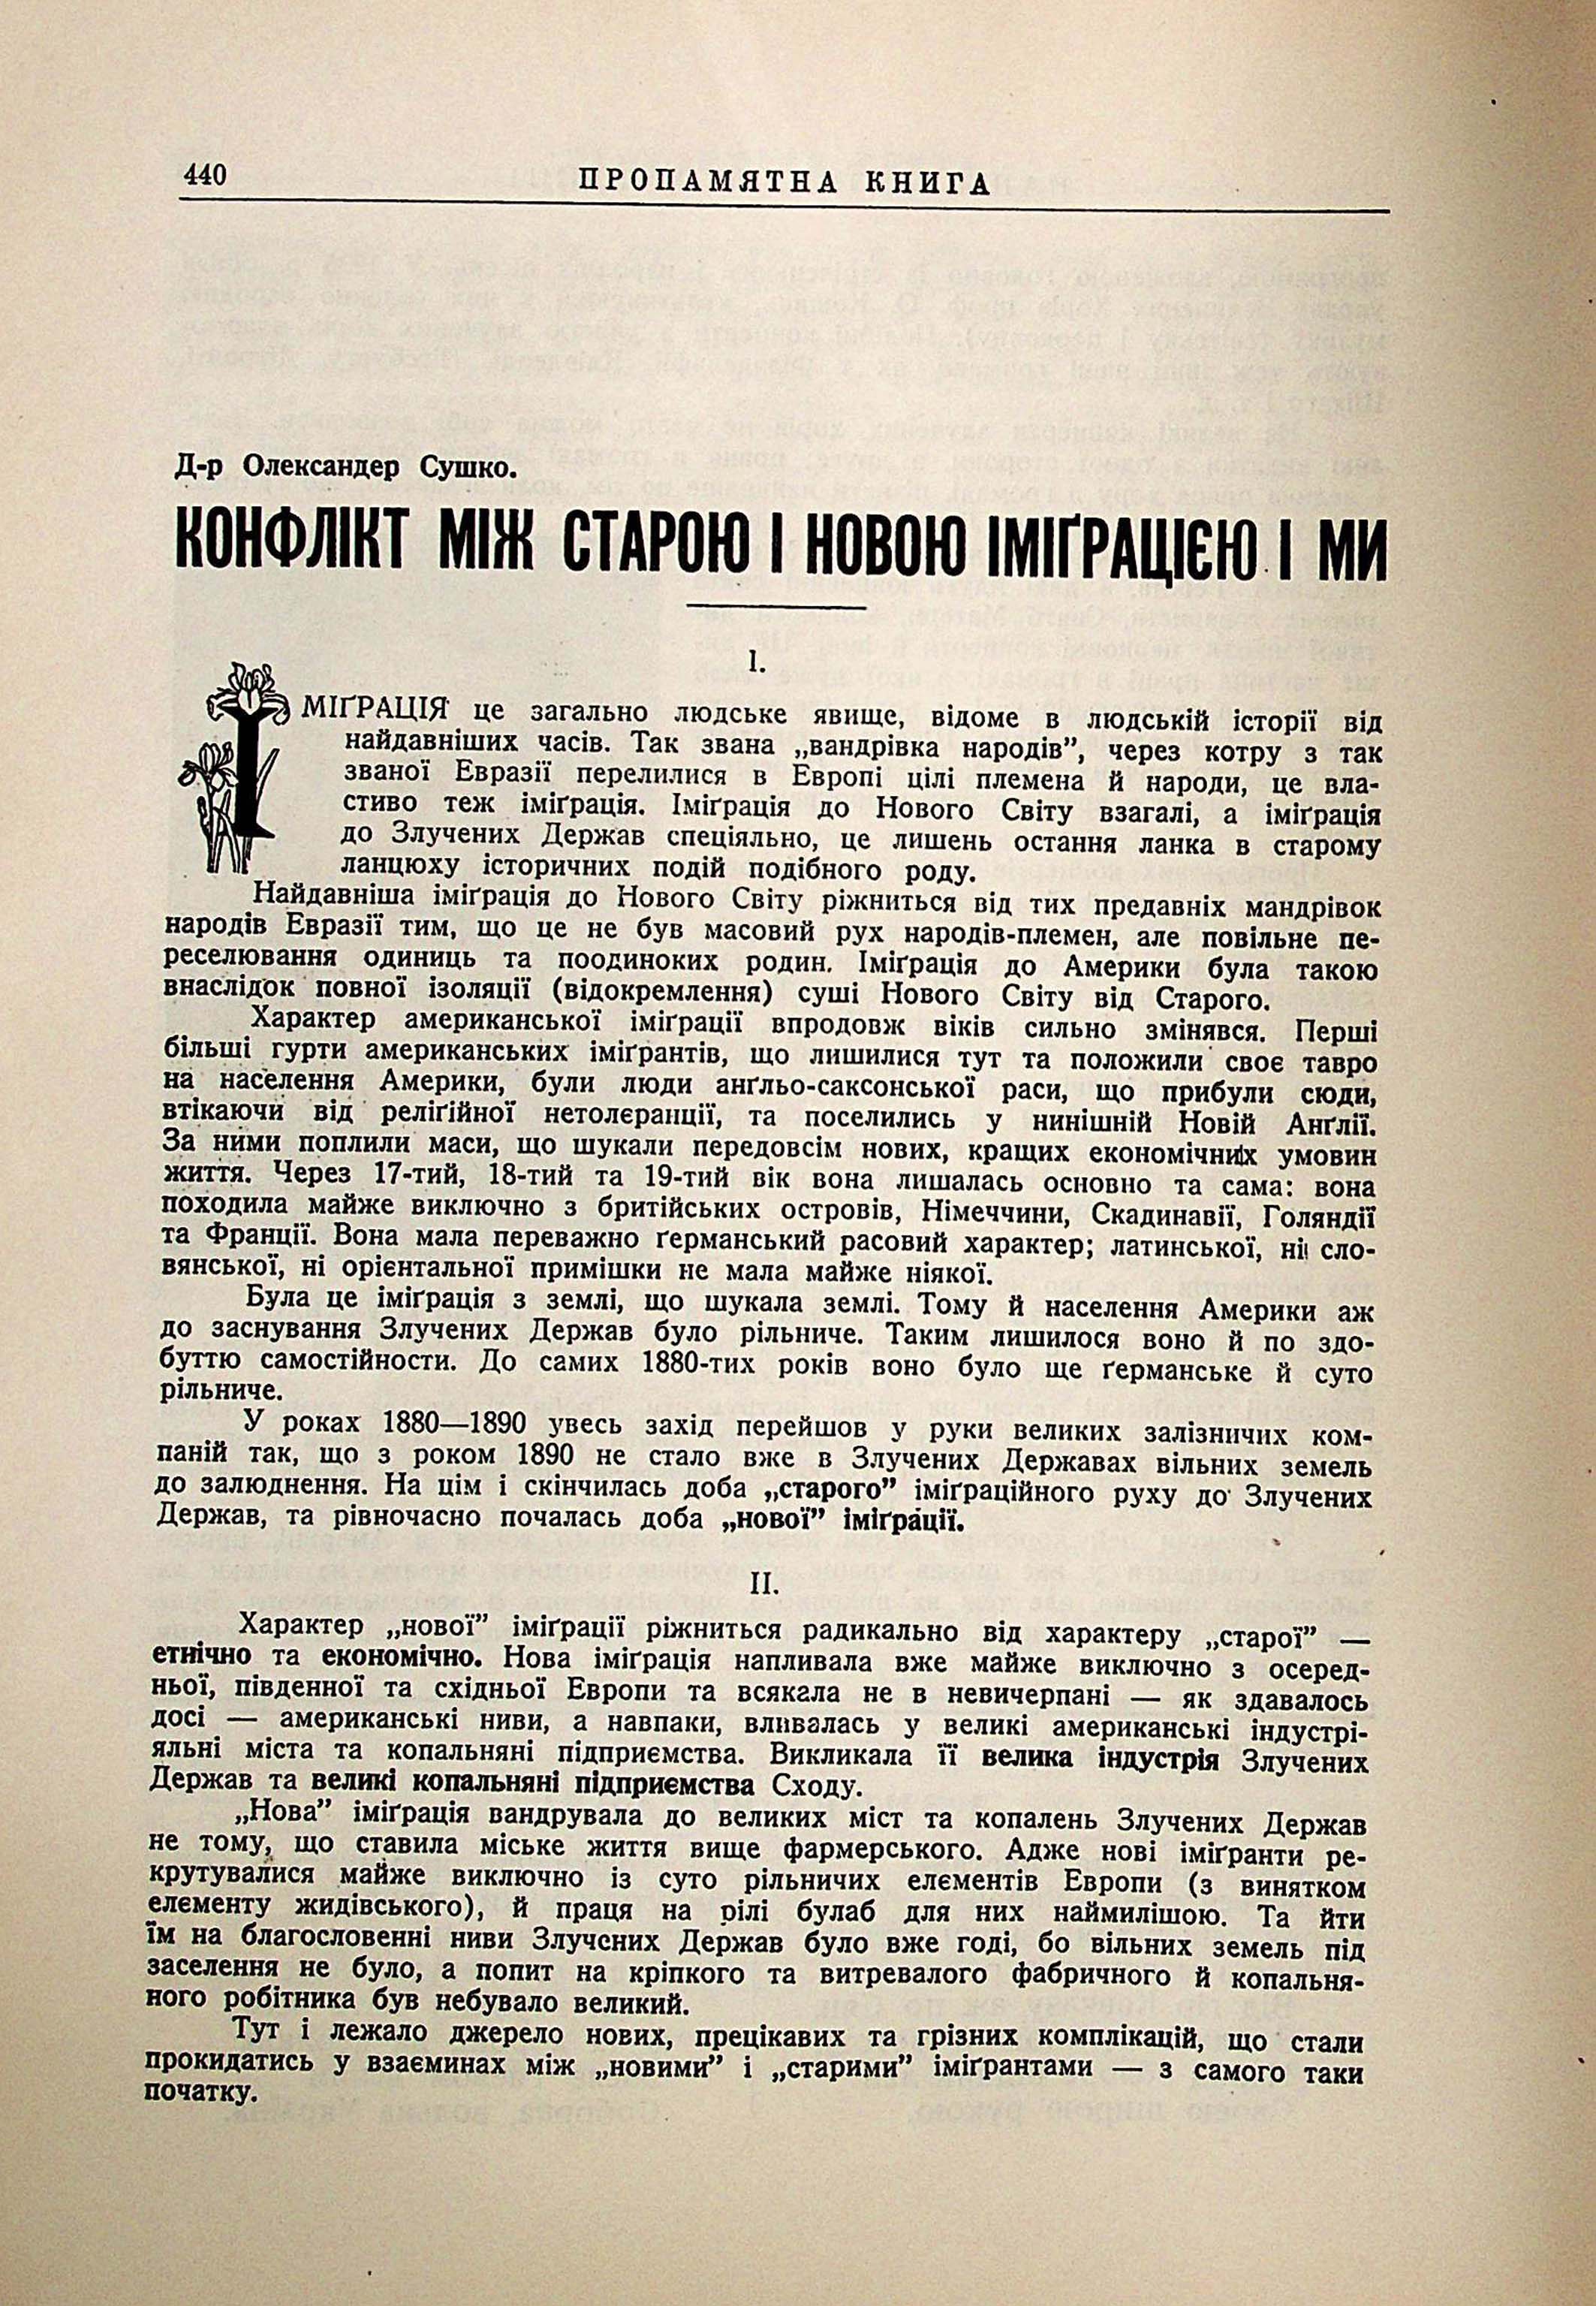 440
ПРОПАМЯТНА КНИГА
Д-р Олександер Сушко.
КОНФЛІКТ МІЖ СТАРОЮ І НОВОЮ ІМІҐРАЦІЄЮ І МИ
I.
ІМІҐРАЦІЯ це загально людське явище, відоме в людській історії від
найдавніших часів. Так звана „вандрівка народів”, через котру з так
званої Евразії перелилися в Европі цілі племена й народи, це вла-
стиво теж іміґрація. Іміґрація до Нового Світу взагалі, а іміґрація
до Злучених Держав спеціяльно, це лишень остання ланка в старому
ланцюху історичних подій подібного роду.
Найдавніша іміґрація до Нового Світу ріжниться від тих предавніх мандрівок
народів Евразії тим, що це не був масовий рух народів-племен, але повільне пе-
реселювання одиниць та поодиноких родин. Іміґрація до Америки була такою
внаслідок повної ізоляції (відокремлення) суші Нового Світу від Старого.
Характер американської іміґрації впродовж віків сильно змінявся. Перші
більші гурти американських іміґрантів, що лишилися тут та положили своє тавро
на населення Америки, були люди анґльо-саксонської раси, що прибули сюди,
втікаючи від реліґійної нетолєранції, та поселились у нинішній Новій Анґлії.
За ними поплили маси, що шукали передовсім нових, кращих економічних умовин
життя. Через 17-тий, 18-тий та 19-тий вік вона лишалась основно та сама: вона
походила майже виключно з бритійських островів, Німеччини, Скадинавії, Голяндії
та Франції. Вона мала переважно ґерманський расовий характер; латинської, ні сло-
вянської, ні орієнтальної примішки не мала майже ніякої.
Була це іміґрація з землі, що шукала землі. Тому й населення Америки аж
до заснування Злучених Держав було рільниче. Таким лишилося воно й по здо-
буттю самостійности. До самих 1880-тих років воно було ще ґерманське й суто
рільниче.
У роках 1880—1890 увесь захід перейшов у руки великих залізничих ком-
паній так, що з роком 1890 не стало вже в Злучених Державах вільних земель
до залюднення. На цім і скінчилась доба „старого” іміґраційного руху до Злучених
Держав, та рівночасно почалась доба „нової” іміґрації.
II.
Характер „нової” іміґрації ріжниться радикально від характеру „старої” —
етнічно та економічно. Нова іміґрація напливала вже майже виключно з осеред-
ньої, південної та східньої Европи та всякала не в невичерпані — як здавалось
досі — американські ниви, а навпаки, вливалась у великі американські індустрі-
яльні міста та копальняні підприємства. Викликала її велика індустрія Злучених
Держав та великі копальняні підприємства Сходу.
„Нова” іміґрація вандрувала до великих міст та копалень Злучених Держав
не тому, що ставила міське життя вище фармерського. Адже нові іміґранти ре-
крутувалися майже виключно із суто рільничих елєментів Европи (з винятком
елєменту жидівського), й праця на рілі булаб для них наймилішою. Та йти
їм на благословенні ниви Злучених Держав було вже годі, бо вільних земель під
заселення не було, а попит на кріпкого та витревалого фабричного й копальня-
ного робітника був небувало великий.
Тут і лежало джерело нових, прецікавих та грізних комплікацій, що стали
прокидатись у взаєминах між „новими” і „старими” іміґрантами — з самого таки
початку.